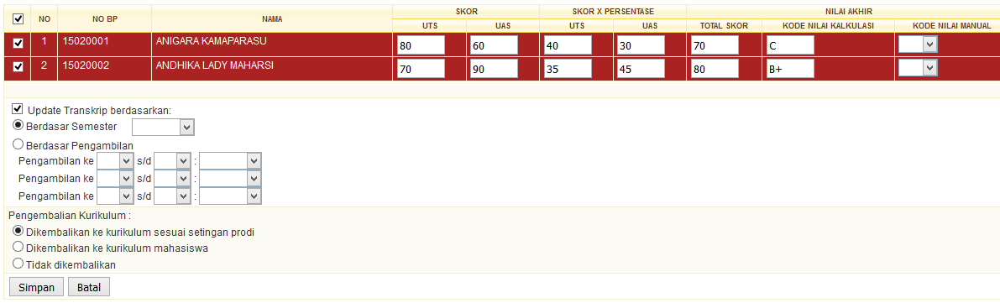 NO NO BP NAMA SKOR SKOR X PERSENTASE NILAI AKHIR
UTS UAS UTS UAS TOTAL SKOR KODE NILAI KALKULASI KODE NILAI MANUAL
1 15020001 ANIGARA KAMAPARASU 80 60 40 30 70 C
2 15020002 ANDHIKA LADY MAHARSI 70 90 35 45 80 B+
Update Transkrip berdasarkan:
Berdasar Semester
Berdasar Pengambilan
Pengambilan ke s/d :
Pengambilan ke s/d :
Pengambilan ke s/d :
Pengembalian Kurikulum :
Dikembalikan ke kurikulum sesuai setingan prodi
Dikembalikan ke kurikulum mahasiswa
Tidak dikembalikan
Simpan Batal